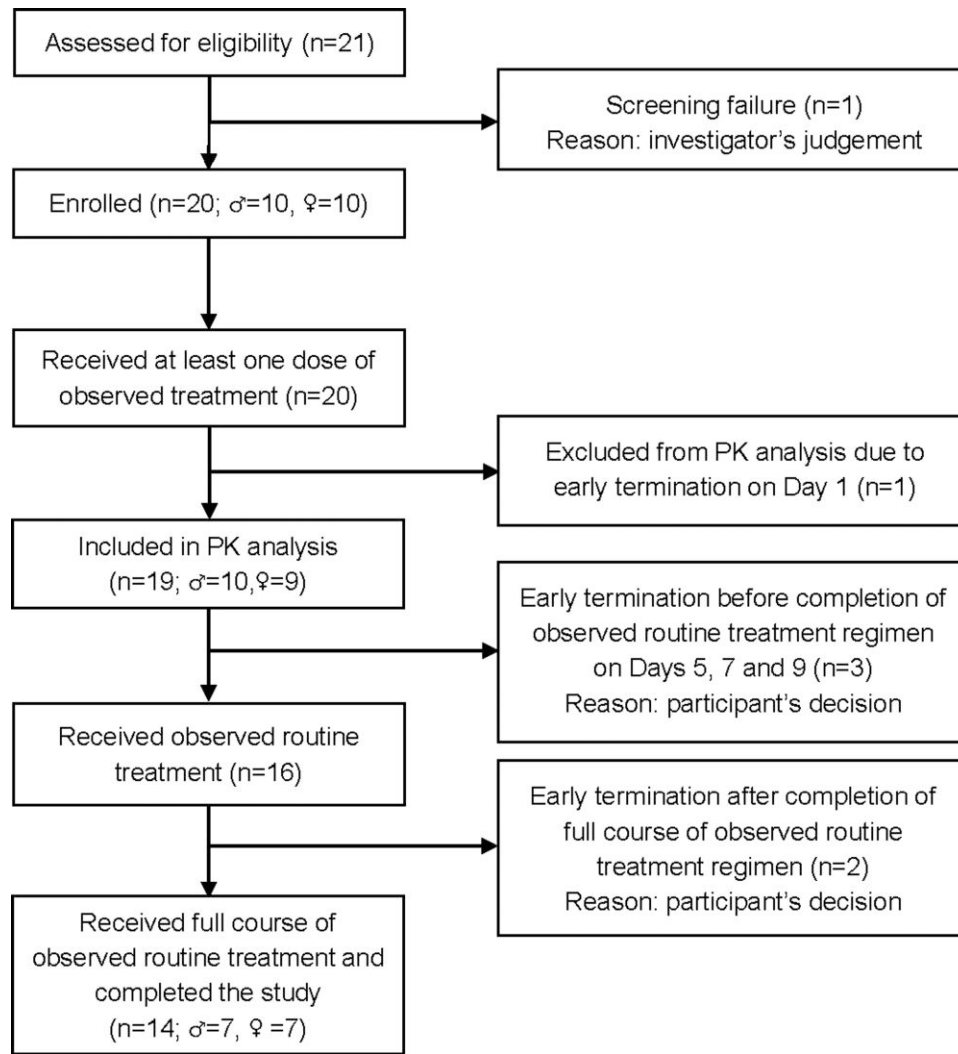 Assessed for eligibility (n=21)
Screening failure (n=1)
Reason: investigator's judgement
Enrolled (n=20; ♂=10, ♀=10)
Received at least one dose of
observed treatment (n=20)
Excluded from PK analysis due to
early termination on Day 1 (n=1)
Included in PK analysis
(n=19; ♂=10,♀=9)
Early termination before completion of
observed routine treatment regimen
on Days 5, 7 and 9 (n=3)
Reason: participant's decision
Received observed routine
treatment (n=16)
Early termination after completion of
full course of observed routine
treatment regimen (n=2)
Reason: participant's decision
Received full course of
observed routine treatment and
completed the study
(n=14; ♂=7, ♀ =7)